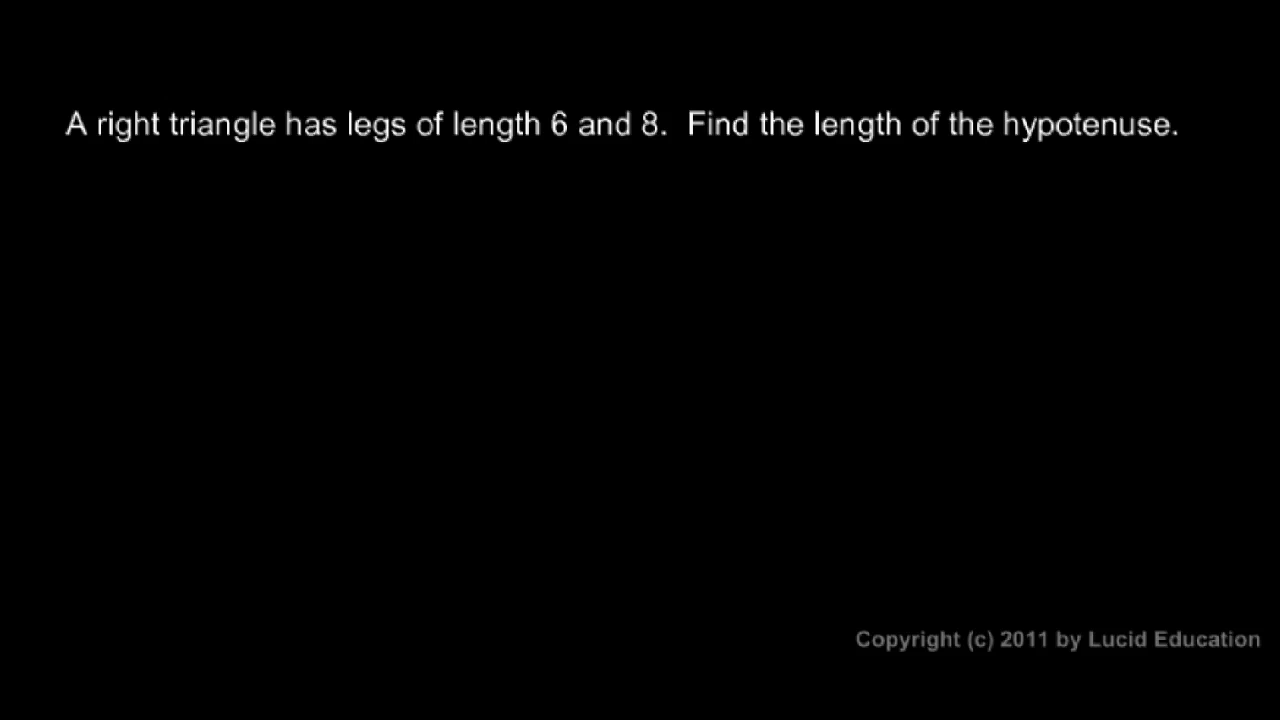 A right triangle has legs of length 6 and 8.  Find the length of the hypotenuse.
Copyright (c) 2011 by Lucid Education